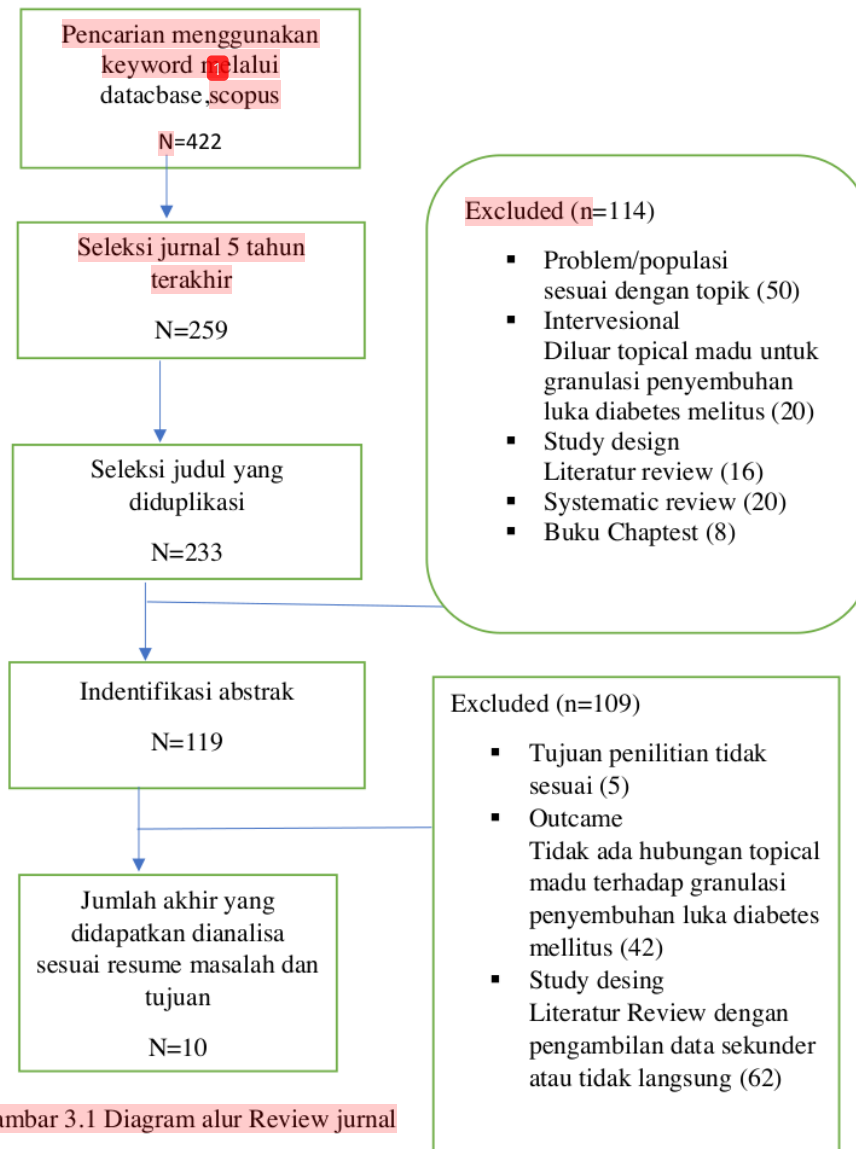 Pencarian menggunakan
keyword melalui
datacbase,scopus
N=422
1
Seleksi jurnal 5 tahun
terakhir
N=259
Seleksi judul yang
diduplikasi
N=233
Excluded (n=114)
▪ Problem/populasi
sesuai dengan topik (50)
▪ Intervesional
Diluar topical madu untuk
granulasi penyembuhan
luka diabetes melitus (20)
▪ Study design
Literatur review (16)
▪ Systematic review (20)
▪ Buku Chaptest (8)
Indentifikasi abstrak
N=119
Excluded (n=109)
▪ Tujuan penilitian tidak
sesuai (5)
▪ Outcame
Tidak ada hubungan topical
madu terhadap granulasi
penyembuhan luka diabetes
mellitus (42)
▪ Study desing
Literatur Review dengan
pengambilan data sekunder
atau tidak langsung (62)
Jumlah akhir yang
didapatkan dianalisa
sesuai resume masalah dan
tujuan
N=10
ambar 3.1 Diagram alur Review jurnal